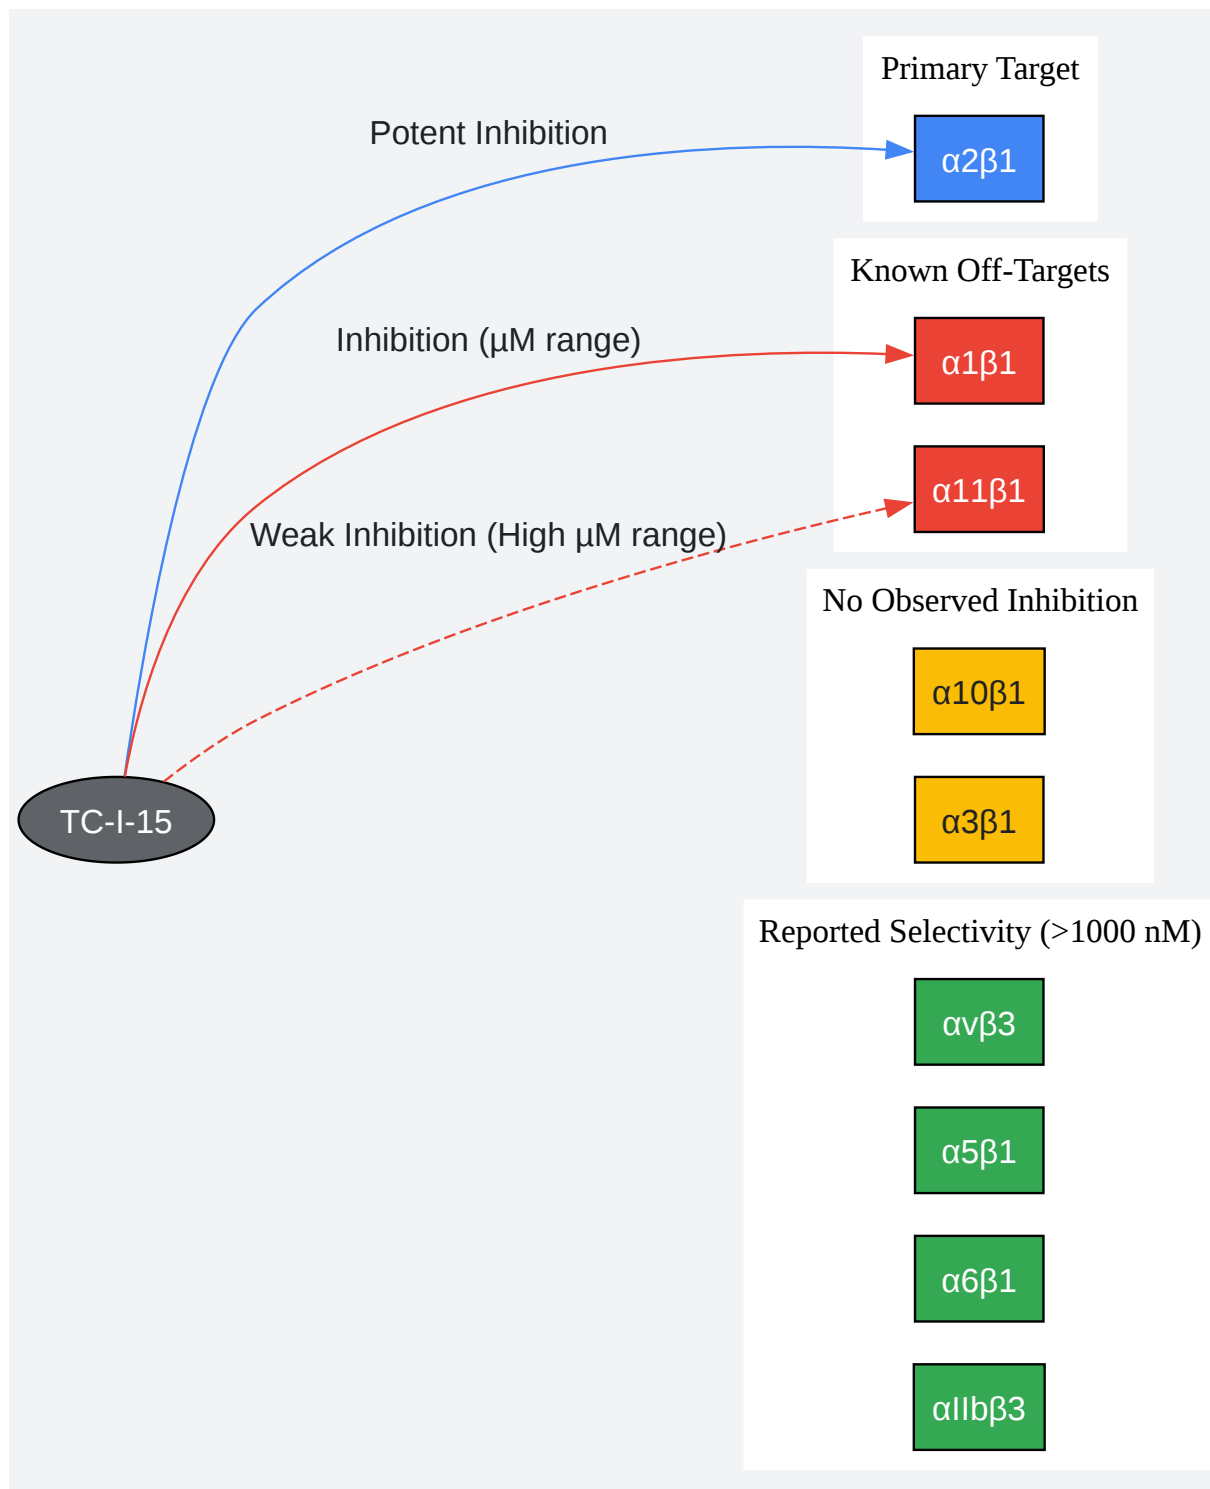 Primary Target
Potent Inhibition
α2β1
Known Off-Targets
Inhibition (µM range)
α1β1
α11β1
Weak Inhibition (High µM range)
No Observed Inhibition
α10β1
TC-I-15
α3β1
Reported Selectivity (>1000 nM)
αvβ3
α5β1
α6β1
αIIbβ3